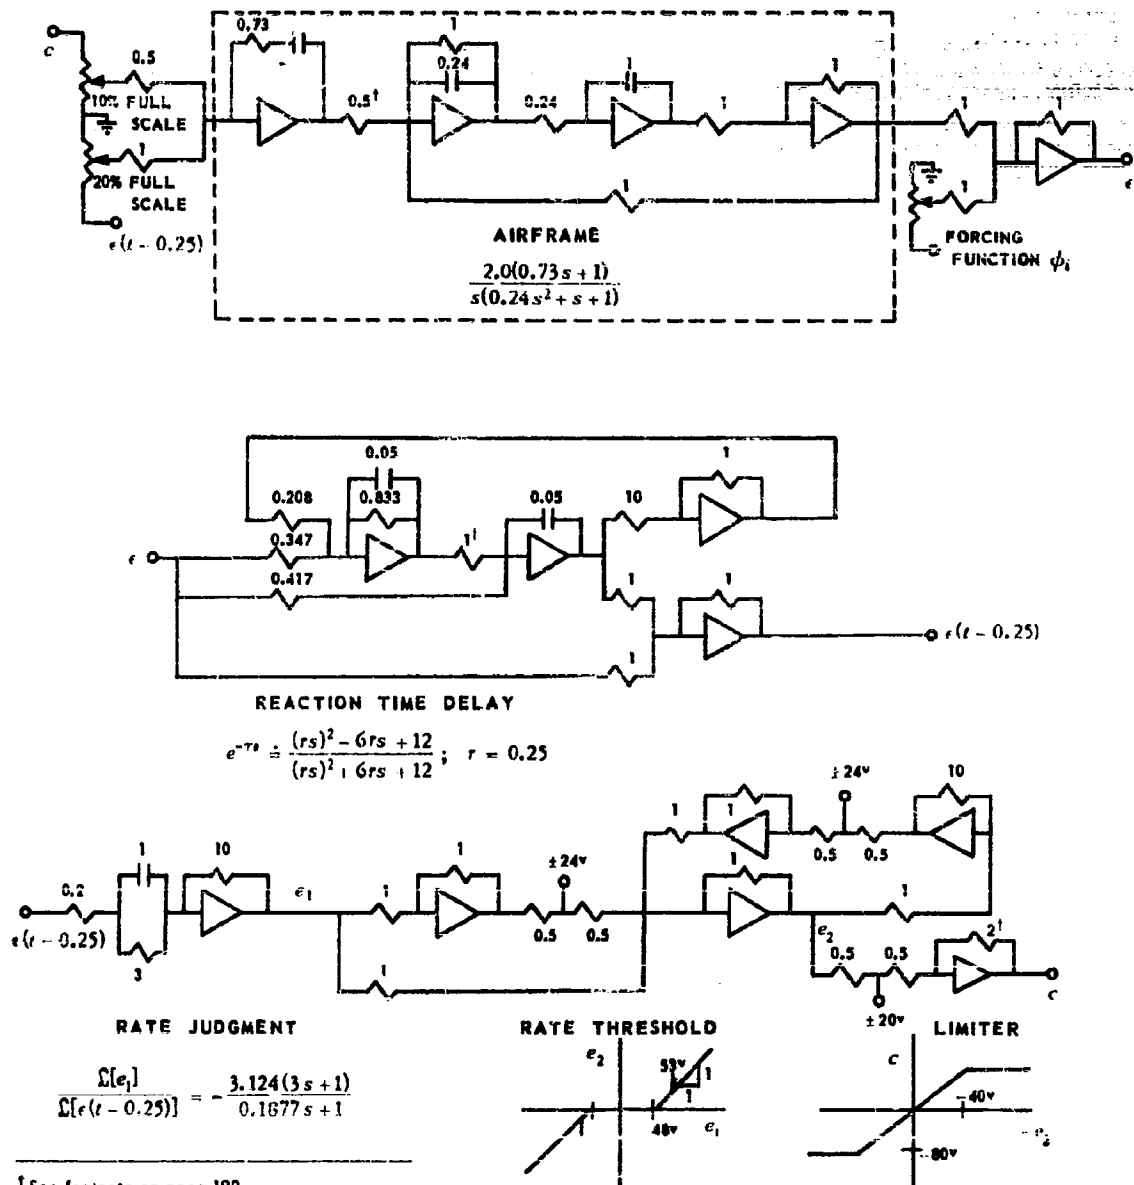 c
0.5
10% FULL
SCALE
1
20% FULL
SCALE
ϵ(t - 0.25)
0.73
0.5†
1
0.24
0.24
1
1
1
1
AIRFRAME
2.0(0.73s + 1)
s(0.24s² + s + 1)
1
1
1
FORCING
FUNCTION ϕi
ϵ
0.05
0.208
0.833
0.347
0.417
1†
0.05
10
1
1
1
1
ϵ
ϵ(t - 0.25)
REACTION TIME DELAY
e^-τs ≐ (τs)² - 6τs + 12 / (τs)² + 6τs + 12 ; τ = 0.25
ϵ(t - 0.25)
0.2
1
3
10
e₁
1
1
1
±24v
0.5
0.5
1
1
0.5
±24v
0.5
10
1
1
e₂
0.5
0.5
±20v
2†
c
RATE JUDGMENT
RATE THRESHOLD
LIMITER
£[e₁] / £[ϵ(t - 0.25)] = - 3.124(3s + 1) / 0.1877s + 1
e₂
53v
1
1
48v
e₁
c
-40v
-e₂
-80v